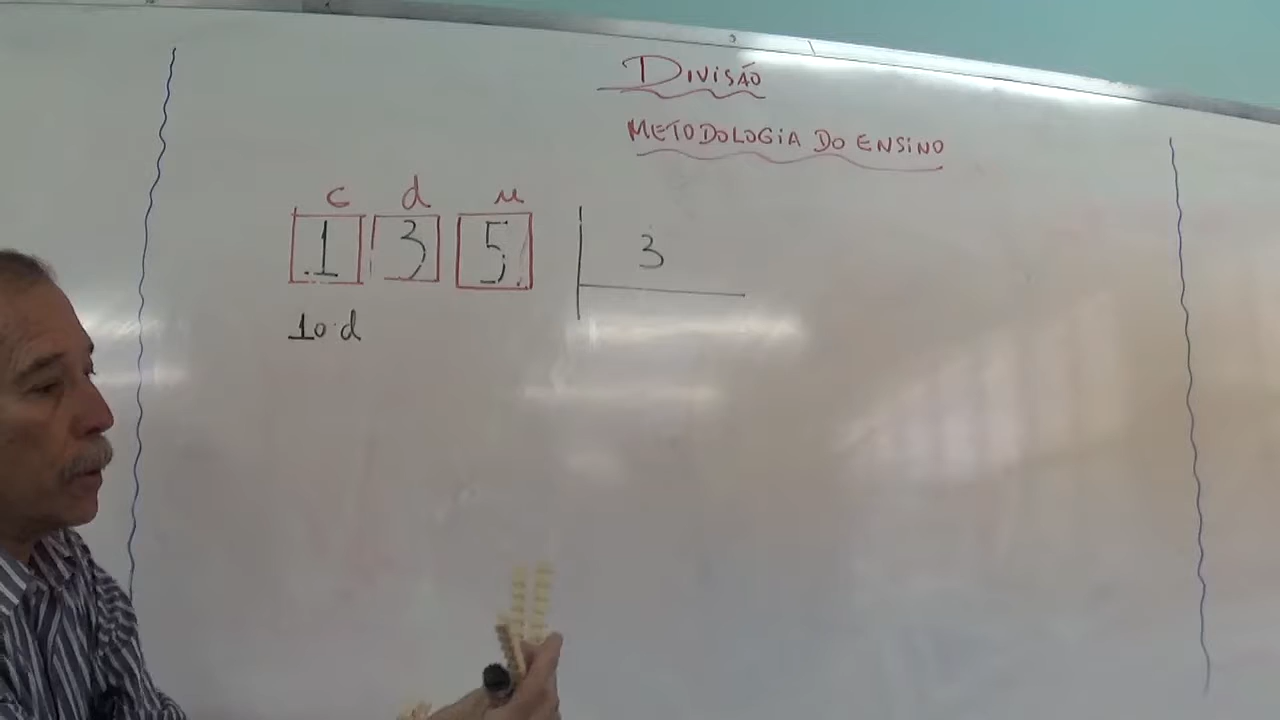 DIVISÃO
METODOLOGIA DO ENSINO
c d u
1 3 5 3
10 d